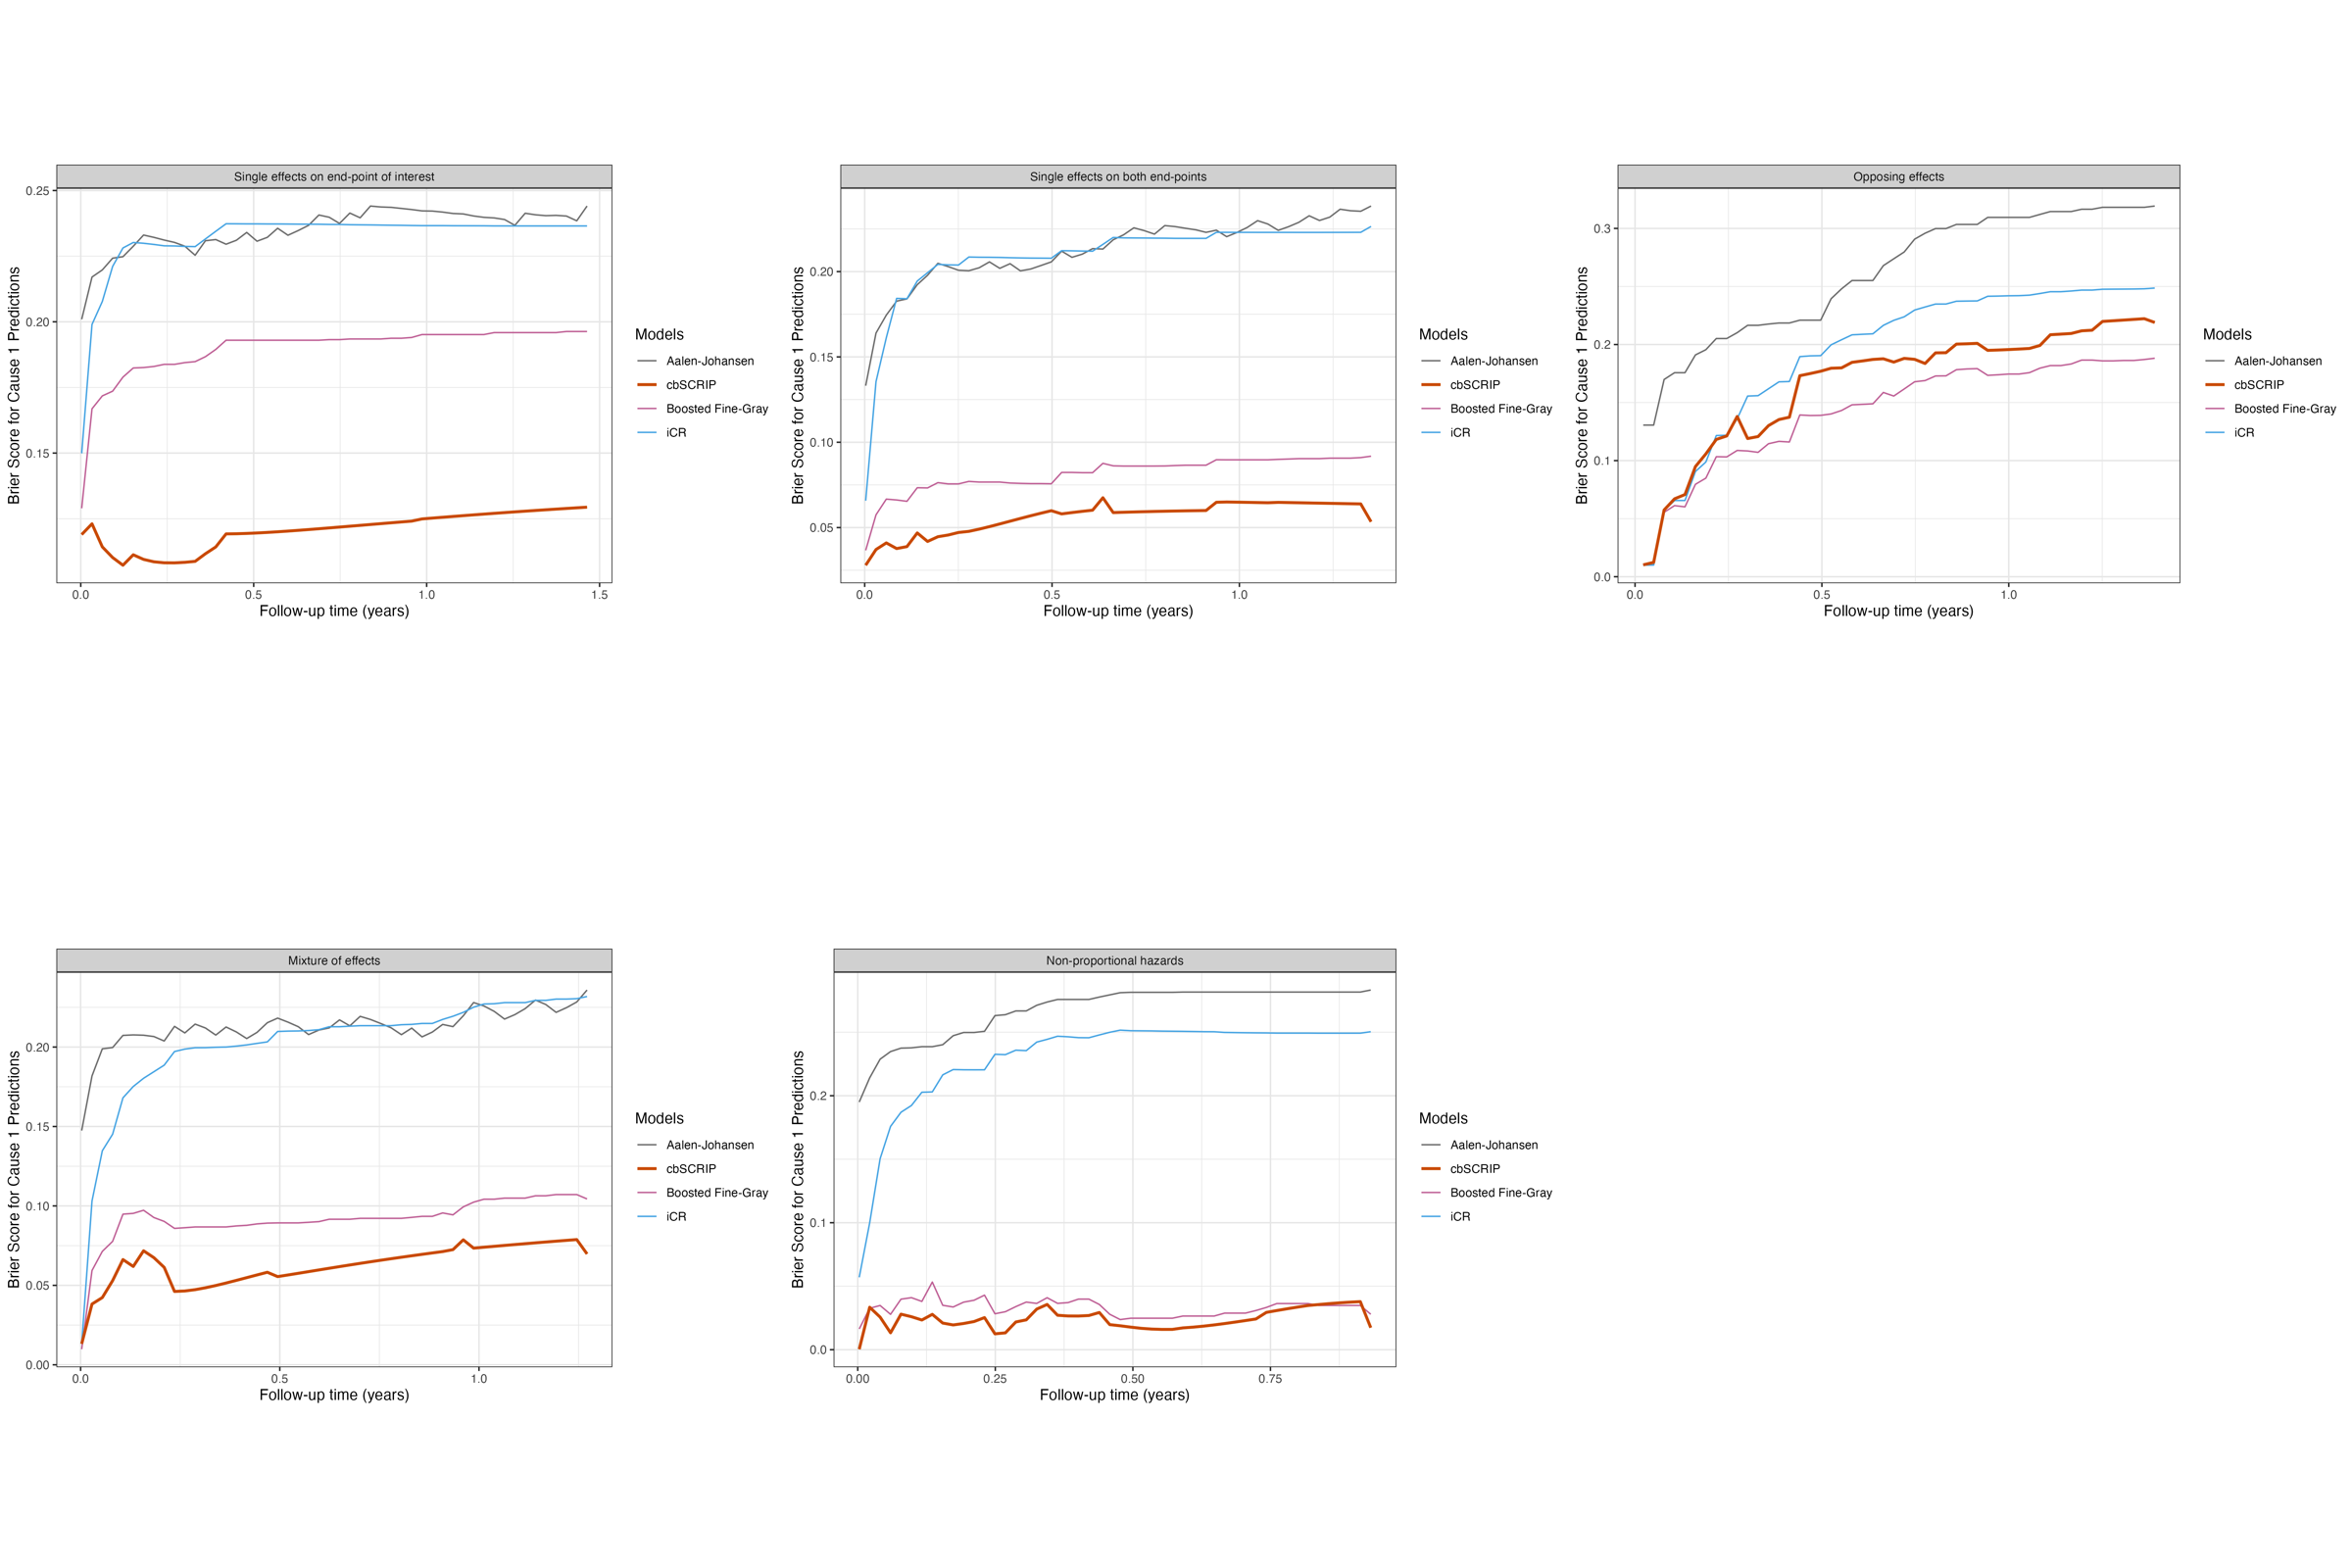 Single effects on end-point of interest
Brier Score for Cause 1 Predictions
0.25
0.20
0.15
0.0 0.5 1.0 1.5
Follow-up time (years)
Models
Aalen-Johansen
cbSCRIP
Boosted Fine-Gray
iCR
Single effects on both end-points
Brier Score for Cause 1 Predictions
0.20
0.15
0.10
0.05
0.0 0.5 1.0
Follow-up time (years)
Models
Aalen-Johansen
cbSCRIP
Boosted Fine-Gray
iCR
Opposing effects
Brier Score for Cause 1 Predictions
0.3
0.2
0.1
0.0
0.0 0.5 1.0
Follow-up time (years)
Models
Aalen-Johansen
cbSCRIP
Boosted Fine-Gray
iCR
Mixture of effects
Brier Score for Cause 1 Predictions
0.20
0.15
0.10
0.05
0.00
0.0 0.5 1.0
Follow-up time (years)
Models
Aalen-Johansen
cbSCRIP
Boosted Fine-Gray
iCR
Non-proportional hazards
Brier Score for Cause 1 Predictions
0.2
0.1
0.0
0.00 0.25 0.50 0.75
Follow-up time (years)
Models
Aalen-Johansen
cbSCRIP
Boosted Fine-Gray
iCR